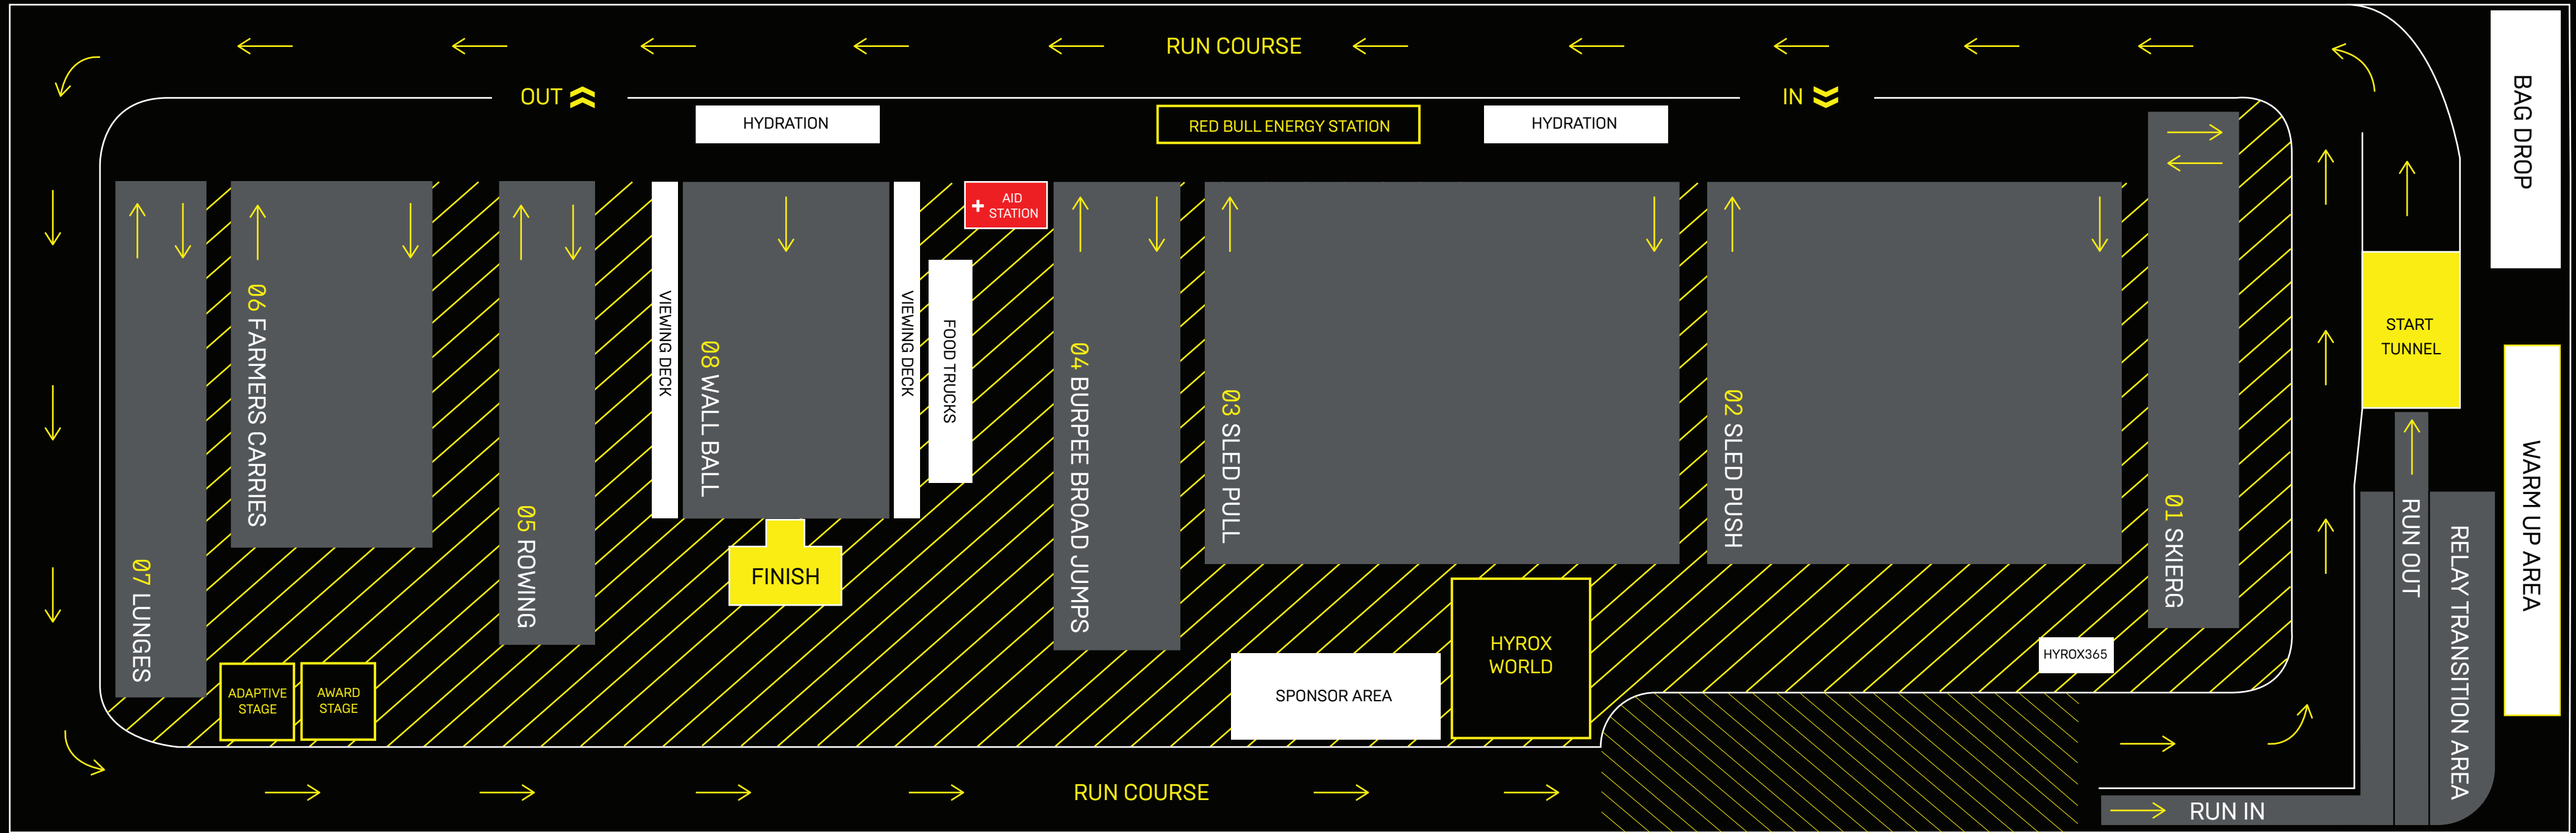 RUN COURSE
OUT
IN
HYDRATION
RED BULL ENERGY STATION
HYDRATION
BAG DROP
AID
STATION
START
TUNNEL
07 LUNGES
06 FARMERS CARRIES
05 ROWING
VIEWING DECK
08 WALL BALL
VIEWING DECK
FOOD TRUCKS
04 BURPEE BROAD JUMPS
03 SLED PULL
02 SLED PUSH
01 SKIERG
FINISH
RUN OUT
RELAY TRANSITION AREA
WARM UP AREA
HYROX
WORLD
HYROX365
ADAPTIVE
STAGE
AWARD
STAGE
SPONSOR AREA
RUN COURSE
RUN IN